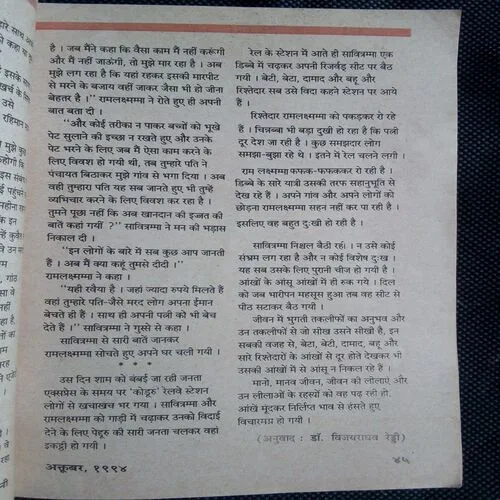 है । जब मैंने कहा कि वैसा काम मैं नहीं करूंगी
और मैं नहीं जाऊंगी, तो मुझे मार रहा है । अब
मुझे लग रहा है कि यहां रहकर इसकी मारपीट
से मरने के बजाय वहीं जाकर जैसा भी हो जीना
बेहतर है ।'' रामलक्ष्मम्मा ने रोते हुए ही अपनी
बात बता दी ।
''और कोई तरीका न पाकर बच्चों को भूखे
पेट सुलाने की इच्छा न रखते हुए और उनके
पेट भरने के लिए जब मैं ऐसा काम करने के
लिए विवश हो गयी थी, तब तुम्हारे पति ने
पंचायत बिठाकर मुझे गांव से भगा दिया । अब
वही तुम्हारा पति यह सब जानते हुए भी तुम्हें
व्यभिचार करने के लिए विवश कर रहा है ।
तुमने पूछा नहीं कि अब खानदान की इज्जत की
बातें कहां गयीं ?'' सावित्रम्मा ने मन की भड़ास
निकाल दी ।
''इन लोगों के बारे में सब कुछ आप जानती
हैं । अब मैं क्या कहूं तुमसे दीदी ।''
रामलक्ष्मम्मा ने कहा ।
''यही रवैया है । जहां ज्यादा रुपये मिलते हैं
वहां तुम्हारे पति-जैसे मरद लोग अपना ईमान
बेचते ही हैं । साथ ही अपनी पत्नी को भी बेच
देते हैं ।'' सावित्रम्मा ने गुस्से से कहा ।
सावित्रम्मा से सारी बातें जानकर
रामलक्ष्मम्मा सोचते हुए अपने घर चली गयी ।
* * *
उस दिन शाम को बंबई जा रही जनता
एक्सप्रेस के समय पर 'कोडूरु' रेलवे स्टेशन
लोगों से खचाखच भर गया । सावित्रम्मा और
रामलक्ष्मम्मा को गाड़ी में चढ़ाकर उनको विदाई
देने के लिए पेद्दूरु की सारी जनता चलकर वहां
इकट्ठी हो गयी ।
रेल के स्टेशन में आते ही सावित्रम्मा एक
डिब्बे में चढ़कर अपनी रिजर्वड् सीट पर बैठ
गयी । बेटी, बेटा, दामाद और बहू और
रिश्तेदार सब उसे विदा कहने स्टेशन पर आये
हैं ।
रिश्तेदार रामलक्ष्मम्मा को पकड़कर रो रहे
हैं । चिन्नब्बा भी बड़ा दुखी हो रहा है कि पत्नी
दूर देश जा रही है । कुछ समझदार लोग
समझा-बुझा रहे थे । इतने में रेल चलने लगी ।
रामलक्ष्मम्मा फफक-फफककर रो रही है ।
डिब्बे के सारे यात्री उसकी तरफ सहानुभूति से
देख रहे हैं । अपने गांव और अपने लोगों को
छोड़ना रामलक्ष्मम्मा सहन नहीं कर पा रही है ।
इसलिए वह बहुत दुःखी हो रही है ।
सावित्रम्मा निश्चल बैठी रही । न उसे कोई
संभ्रम लग रहा है और न कोई विशेष दुःख ।
यह सब उसके लिए पुरानी चीज हो गयी है ।
आंखों के आंसू आंखों में ही रुक गये । दिल
को जब भारीपन महसूस हुआ तब वह सीट से
पीठ सटाकर बैठ गयी ।
जीवन में भुगती तकलीफों का अनुभव और
उन तकलीफों से जो सीख उसने सीखी है, इन
सबकी वजह से, बेटा, बेटी, दामाद, बहू और
सारे रिश्तेदारों के आंखों से दूर होते देखकर भी
उसकी आंखों में से आंसू न निकल रहे हैं ।
मानो, मानव जीवन, जीवन की लीलाएं और
उन लीलाओं के रहस्यों को वह पढ़ रही हो,
आंखें मूंदकर निर्लिप्त भाव से हंसते हुए,
विचारमग्न हो गयी ।
(अनुवाद : डॉ. विजयराघव रेड्डी)
अक्तूबर, १९९४
४५